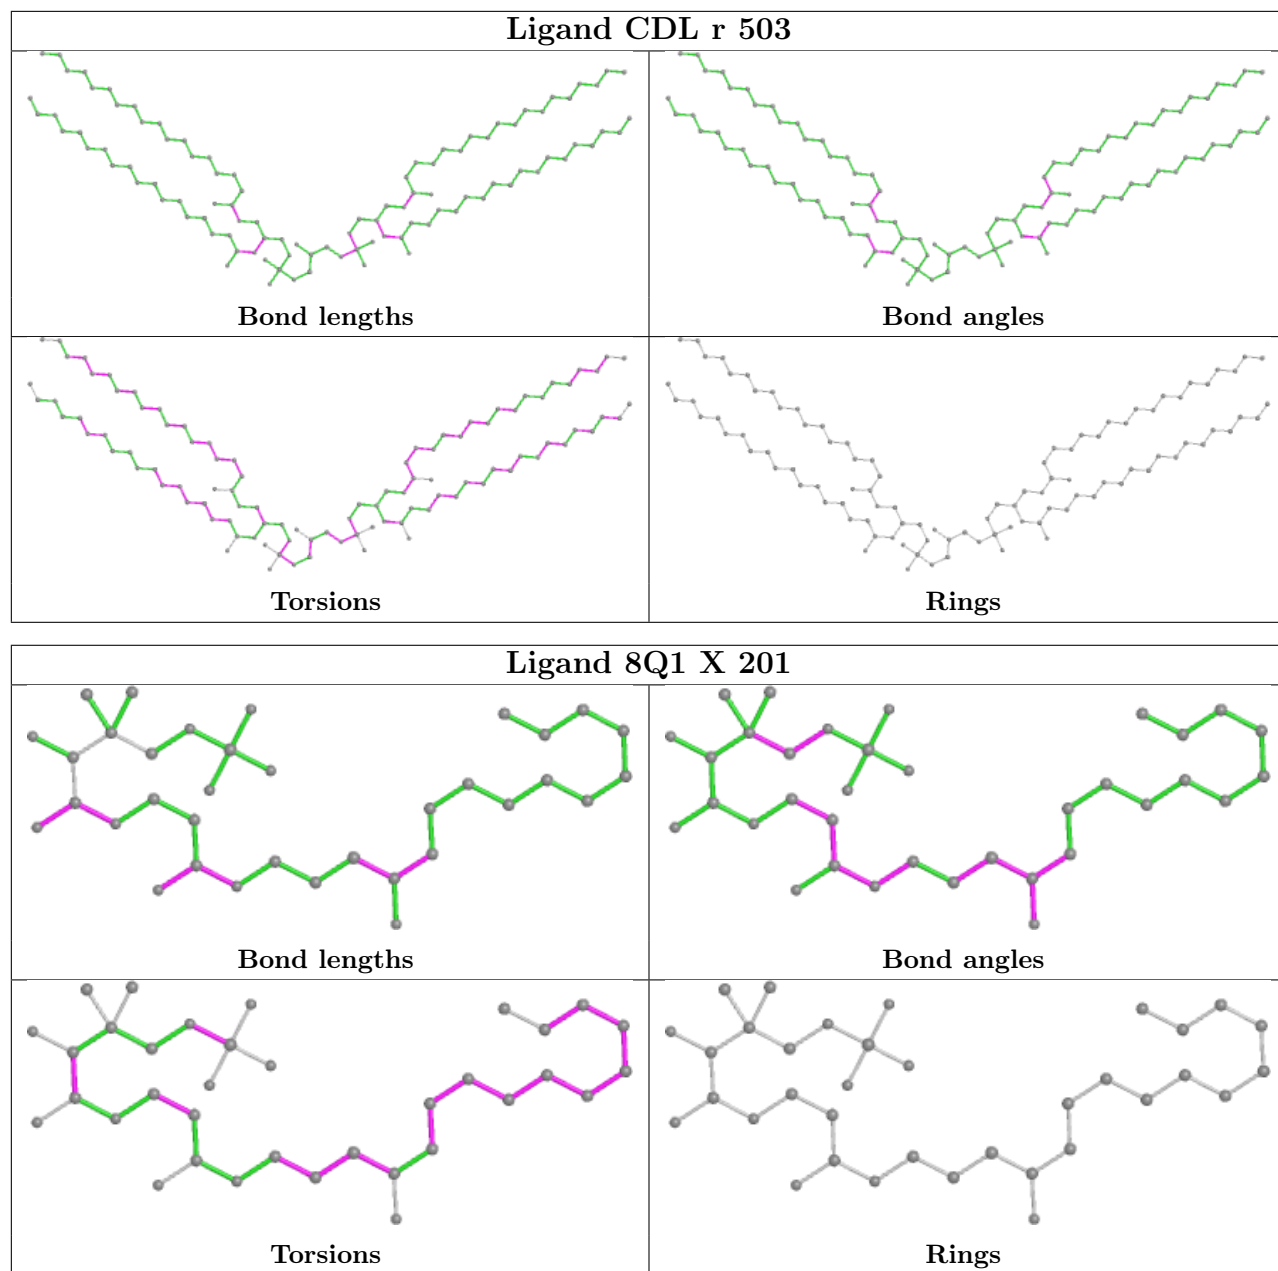 Ligand CDL r 503
Bond lengths
Bond angles
Torsions
Rings
Ligand 8Q1 X 201
Bond lengths
Bond angles
Torsions
Rings